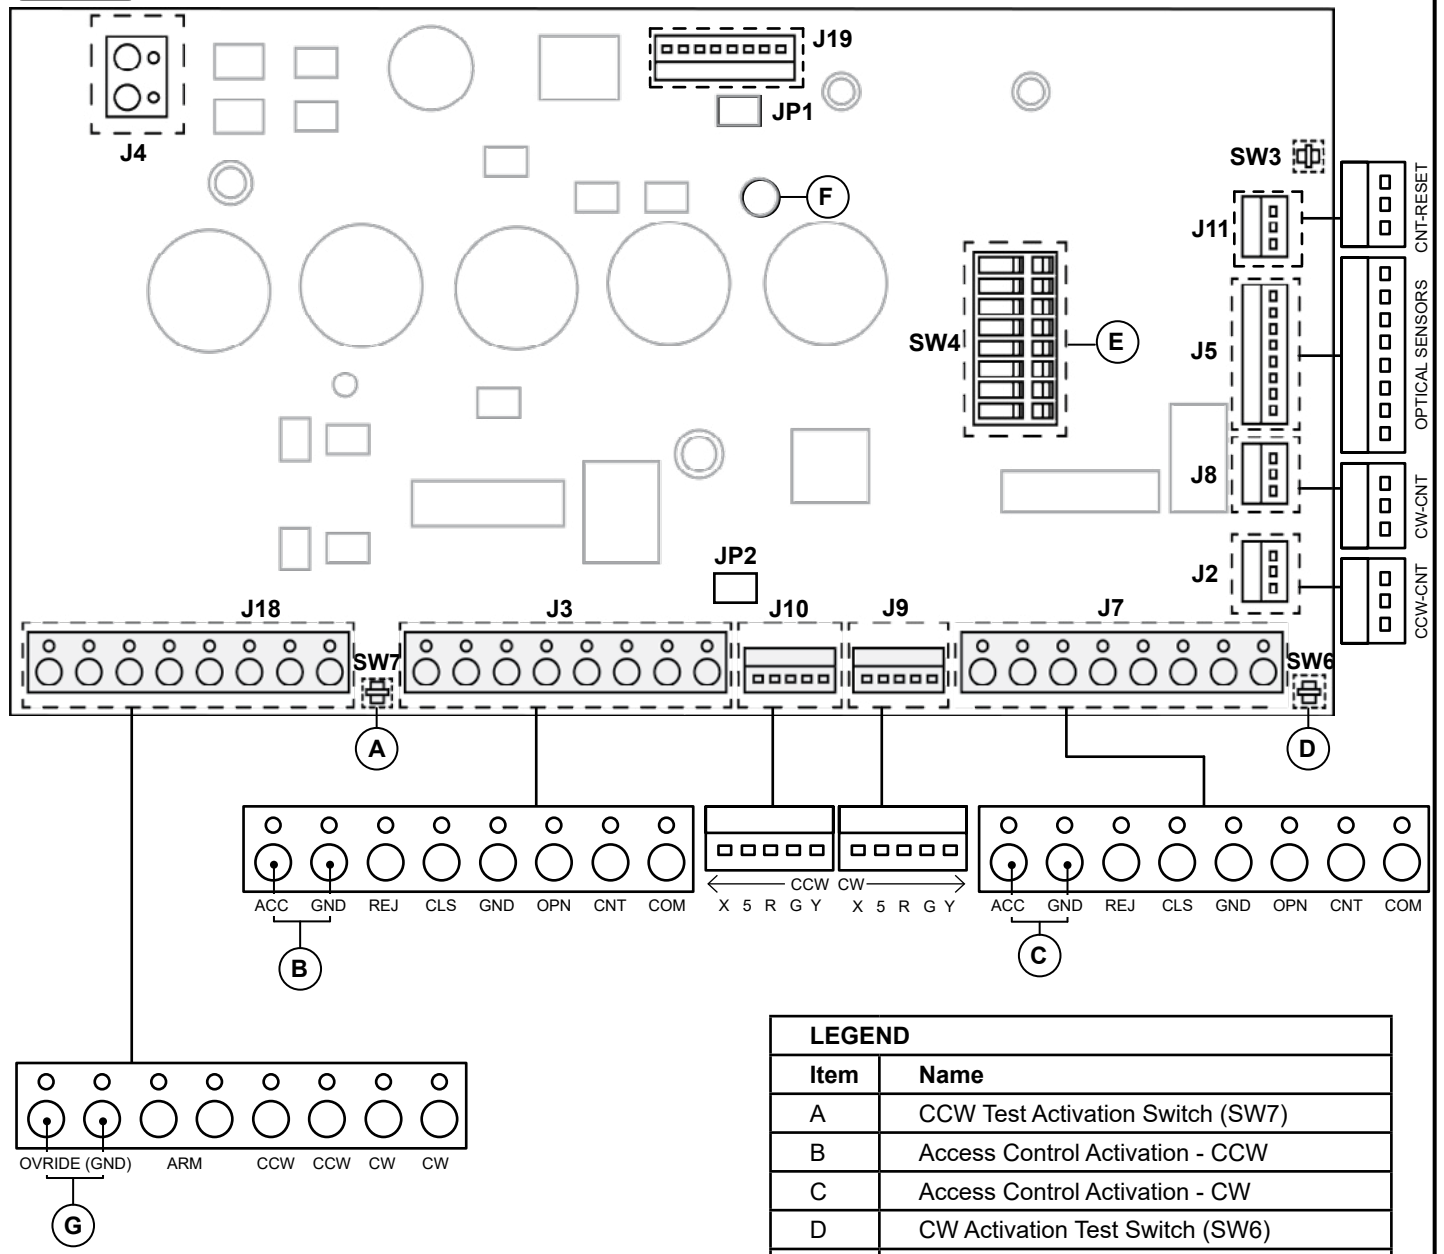 J19
JP1
J4
SW3
CNT-RESET
F
J11
OPTICAL SENSORS
SW4
E
J5
J8
CW-CNT
JP2
J2
CCW-CNT
J18
J3
J10
J9
J7
SW7
SW6
A
D
ACC GND REJ CLS GND OPN CNT COM
CCW CW
X 5 R G Y
X 5 R G Y
ACC GND REJ CLS GND OPN CNT COM
B
C
LEGEND
Item Name
A CCW Test Activation Switch (SW7)
B Access Control Activation - CCW
C Access Control Activation - CW
D CW Activation Test Switch (SW6)
OVRIDE (GND) ARM CCW CCW CW CW
G